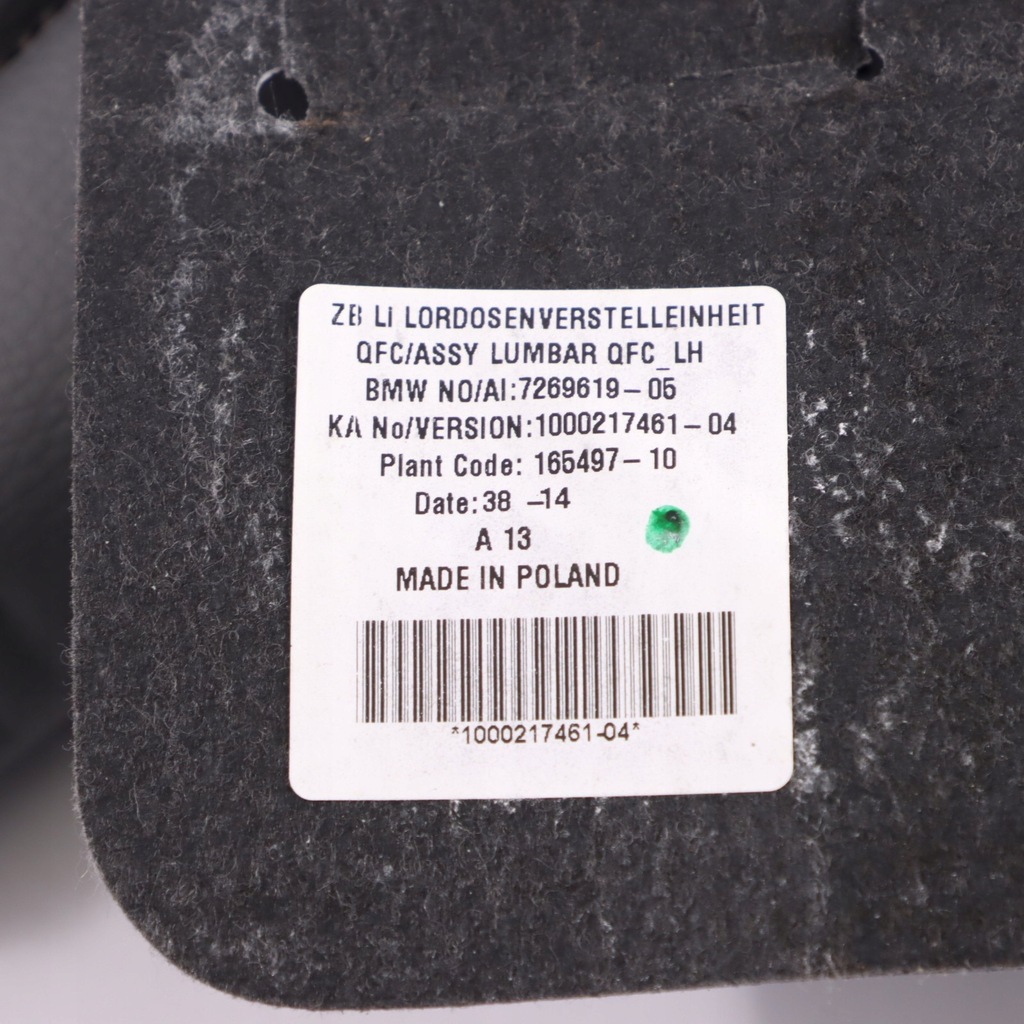 ZB LI LORDOSENVERSTELLEINHEIT
QFC/ASSY LUMBAR QFC_LH
BMW NO/AI:7269619-05
KA No/VERSION:1000217461-04
Plant Code: 165497-10
Date:38 -14
A 13
MADE IN POLAND
*1000217461-04*